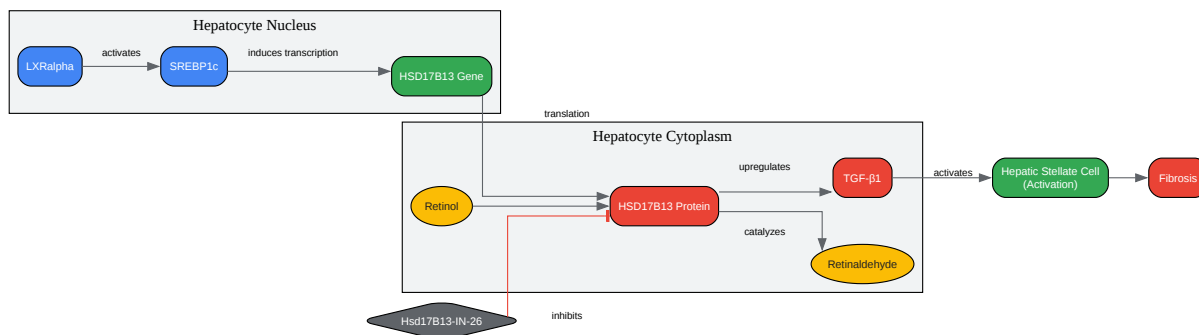 Hepatocyte Nucleus
LXRalpha
activates
SREBP1c
induces transcription
HSD17B13 Gene
translation
Hepatocyte Cytoplasm
Retinol
HSD17B13 Protein
upregulates
TGF-β1
activates
Hepatic Stellate Cell
(Activation)
Fibrosis
catalyzes
Retinaldehyde
Hsd17B13-IN-26
inhibits